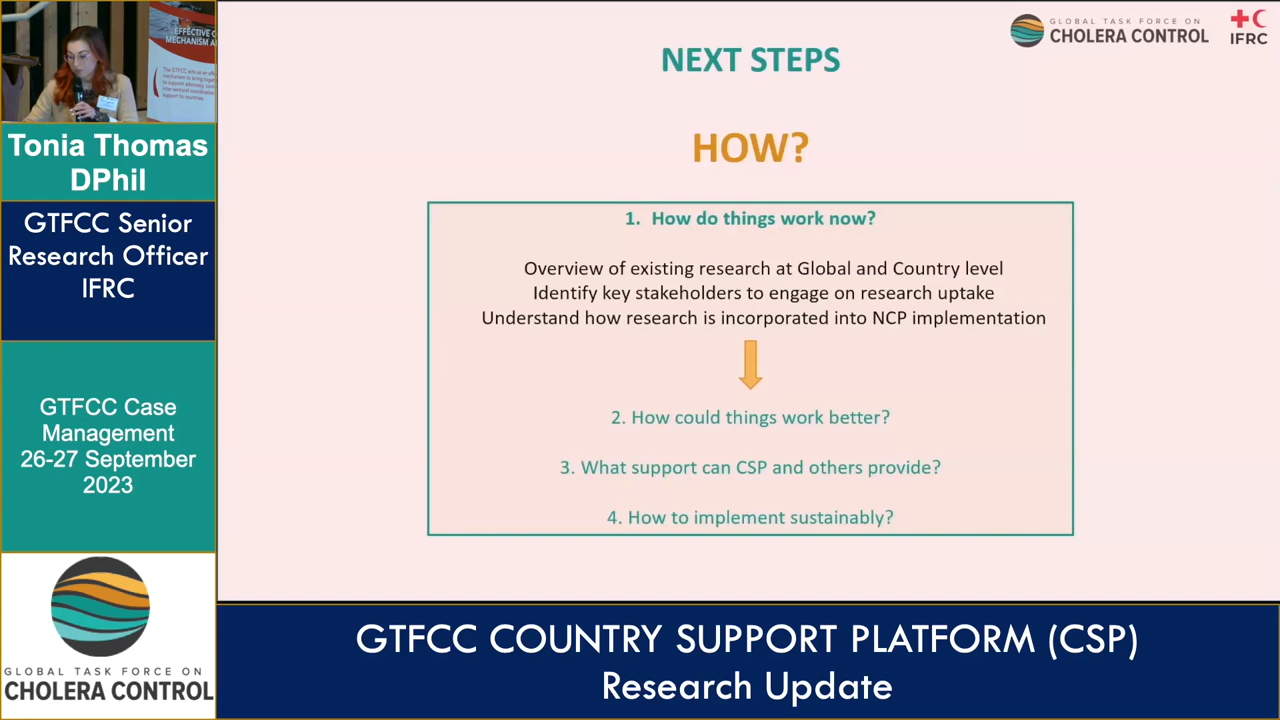 EFFECTIVE
MECHANISM
Tonia Thomas
DPhil
GTFCC Senior
Research Officer
IFRC
GTFCC Case
Management
26-27 September
2023
GLOBAL TASK FORCE ON
CHOLERA CONTROL
GLOBAL TASK FORCE ON
CHOLERA CONTROL
IFRC
NEXT STEPS
HOW?
1. How do things work now?
Overview of existing research at Global and Country level
Identify key stakeholders to engage on research uptake
Understand how research is incorporated into NCP implementation
2. How could things work better?
3. What support can CSP and others provide?
4. How to implement sustainably?
GTFCC COUNTRY SUPPORT PLATFORM (CSP)
Research Update